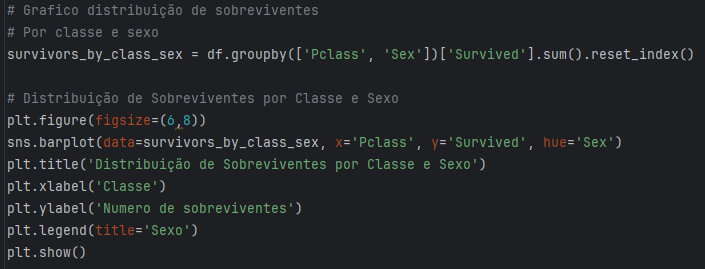 # Grafico distribuição de sobreviventes
# Por classe e sexo
survivors_by_class_sex = df.groupby(['Pclass', 'Sex'])['Survived'].sum().reset_index()
# Distribuição de Sobreviventes por Classe e Sexo
plt.figure(figsize=(6,8))
sns.barplot(data=survivors_by_class_sex, x='Pclass', y='Survived', hue='Sex')
plt.title('Distribuição de Sobreviventes por Classe e Sexo')
plt.xlabel('Classe')
plt.ylabel('Numero de sobreviventes')
plt.legend(title='Sexo')
plt.show()